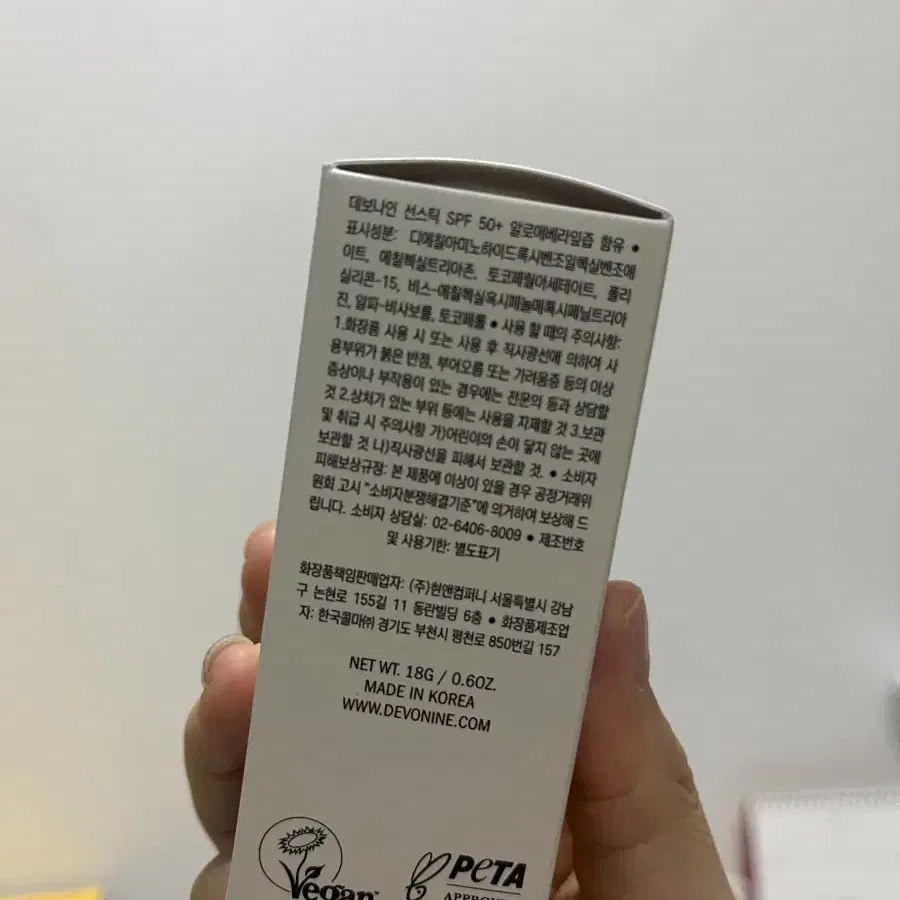 데보나인 선스틱 SPF 50+ 알로에베라잎즙 함유 ●
표시성분: 디에칠아미노하이드록시벤조일헥실벤조에
이트, 에칠헥실트리아존, 토코페릴아세테이트, 폴리
실리콘-15, 비스-에칠헥실옥시페놀메톡시페닐트리아
진, 알파-비사보롤, 토코페롤 ● 사용 할 때의 주의사항:
1.화장품 사용 시 또는 사용 후 직사광선에 의하여 사
용부위가 붉은 반점, 부어오름 또는 가려움증 등의 이상
증상이나 부작용이 있는 경우에는 전문의 등과 상담할
것 2.상처가 있는 부위 등에는 사용을 자제할 것 3.보관
및 취급 시 주의사항 가)어린이의 손이 닿지 않는 곳에
보관할 것 나)직사광선을 피해서 보관할 것. ● 소비자
피해보상규정: 본 제품에 이상이 있을 경우 공정거래위
원회 고시 "소비자분쟁해결기준"에 의거하여 보상해 드
립니다. 소비자 상담실: 02-6406-8009 ● 제조번호
및 사용기한: 별도표기
화장품책임판매업자: (주)현앤컴퍼니 서울특별시 강남
구 논현로 155길 11 동란빌딩 6층 ● 화장품제조업
자: 한국콜마㈜ 경기도 부천시 평천로 850번길 157
NET WT. 18G / 0.6OZ.
MADE IN KOREA
WWW.DEVONINE.COM
Vegan™
PETA